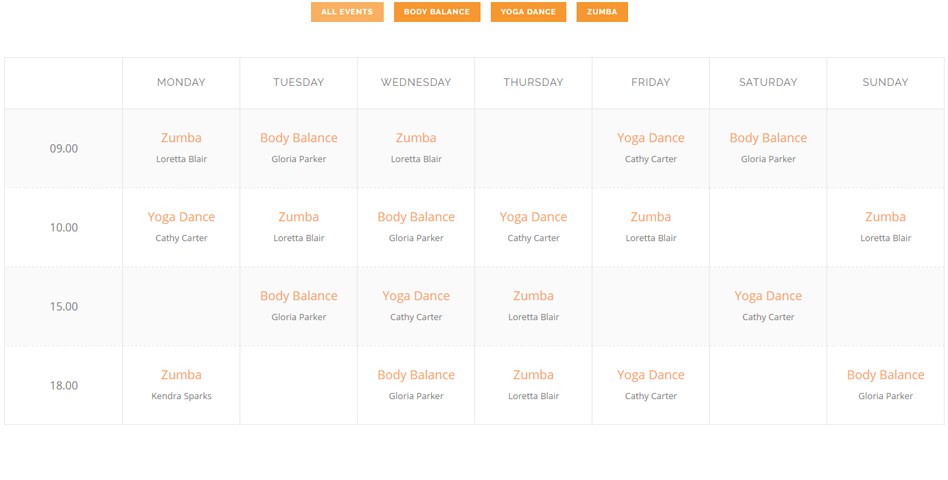 ALL EVENTS BODY BALANCE YOGA DANCE ZUMBA
MONDAY TUESDAY WEDNESDAY THURSDAY FRIDAY SATURDAY SUNDAY
09.00 Zumba Body Balance Zumba Yoga Dance Body Balance
Loretta Blair Gloria Parker Loretta Blair Cathy Carter Gloria Parker
10.00 Yoga Dance Zumba Body Balance Yoga Dance Zumba Zumba
Cathy Carter Loretta Blair Gloria Parker Cathy Carter Loretta Blair Loretta Blair
15.00 Body Balance Yoga Dance Zumba Yoga Dance
Gloria Parker Cathy Carter Loretta Blair Cathy Carter
18.00 Zumba Body Balance Zumba Yoga Dance Body Balance
Kendra Sparks Gloria Parker Loretta Blair Cathy Carter Gloria Parker